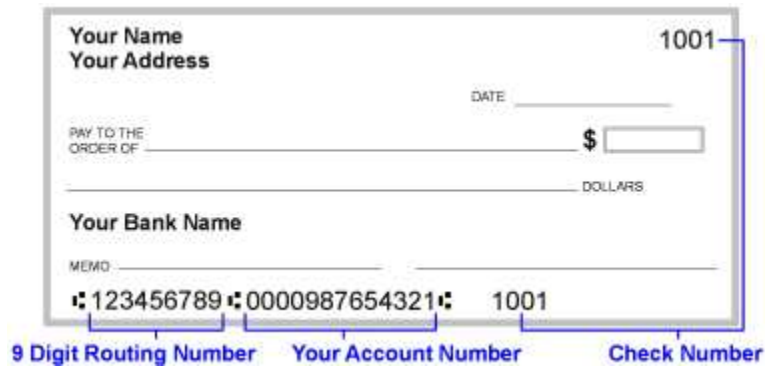 Your Name 1001
Your Address
DATE
PAY TO THE
ORDER OF $
DOLLARS
Your Bank Name
MEMO
⑆123456789⑆0000987654321⑆ 1001
9 Digit Routing Number Your Account Number Check Number